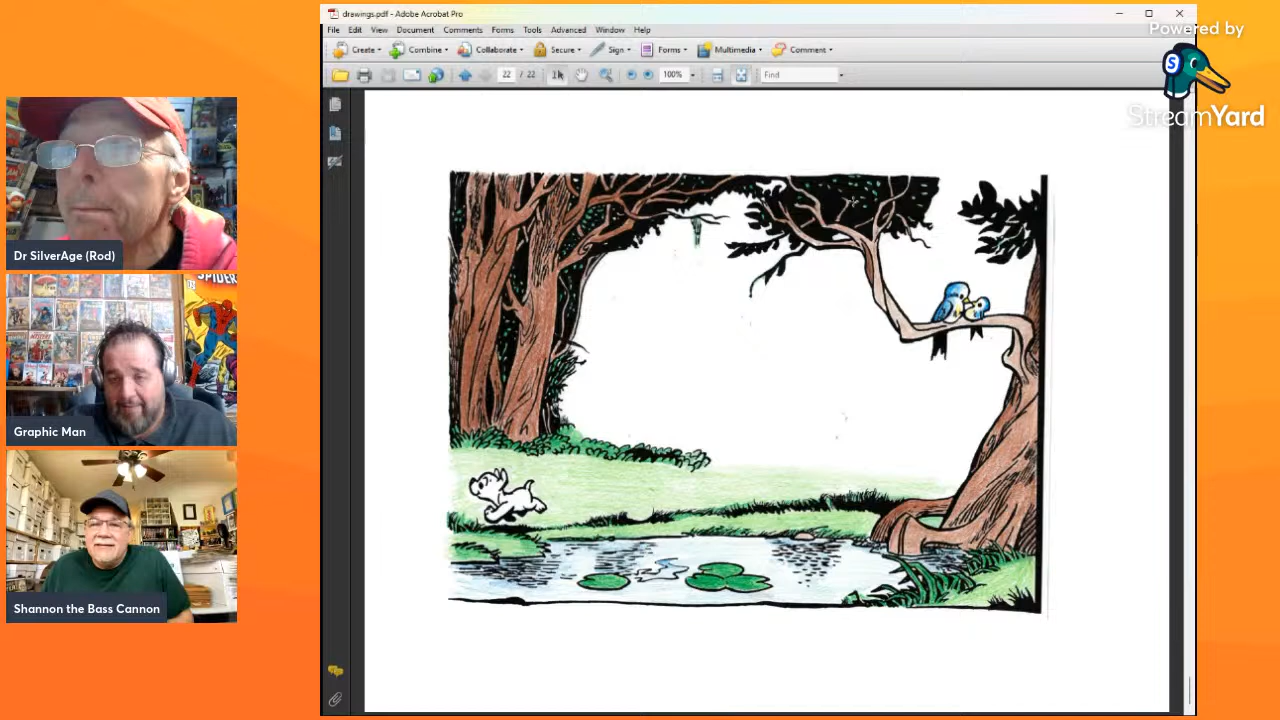 drawings.pdf - Adobe Acrobat Pro
File Edit View Document Comments Forms Tools Advanced Window Help
Create Combine Collaborate Secure Sign Forms Multimedia Comment
22 / 22 100% Find
Powered by
S
StreamYard
Dr SilverAge (Rod)
SPIDER
Graphic Man
Shannon the Bass Cannon